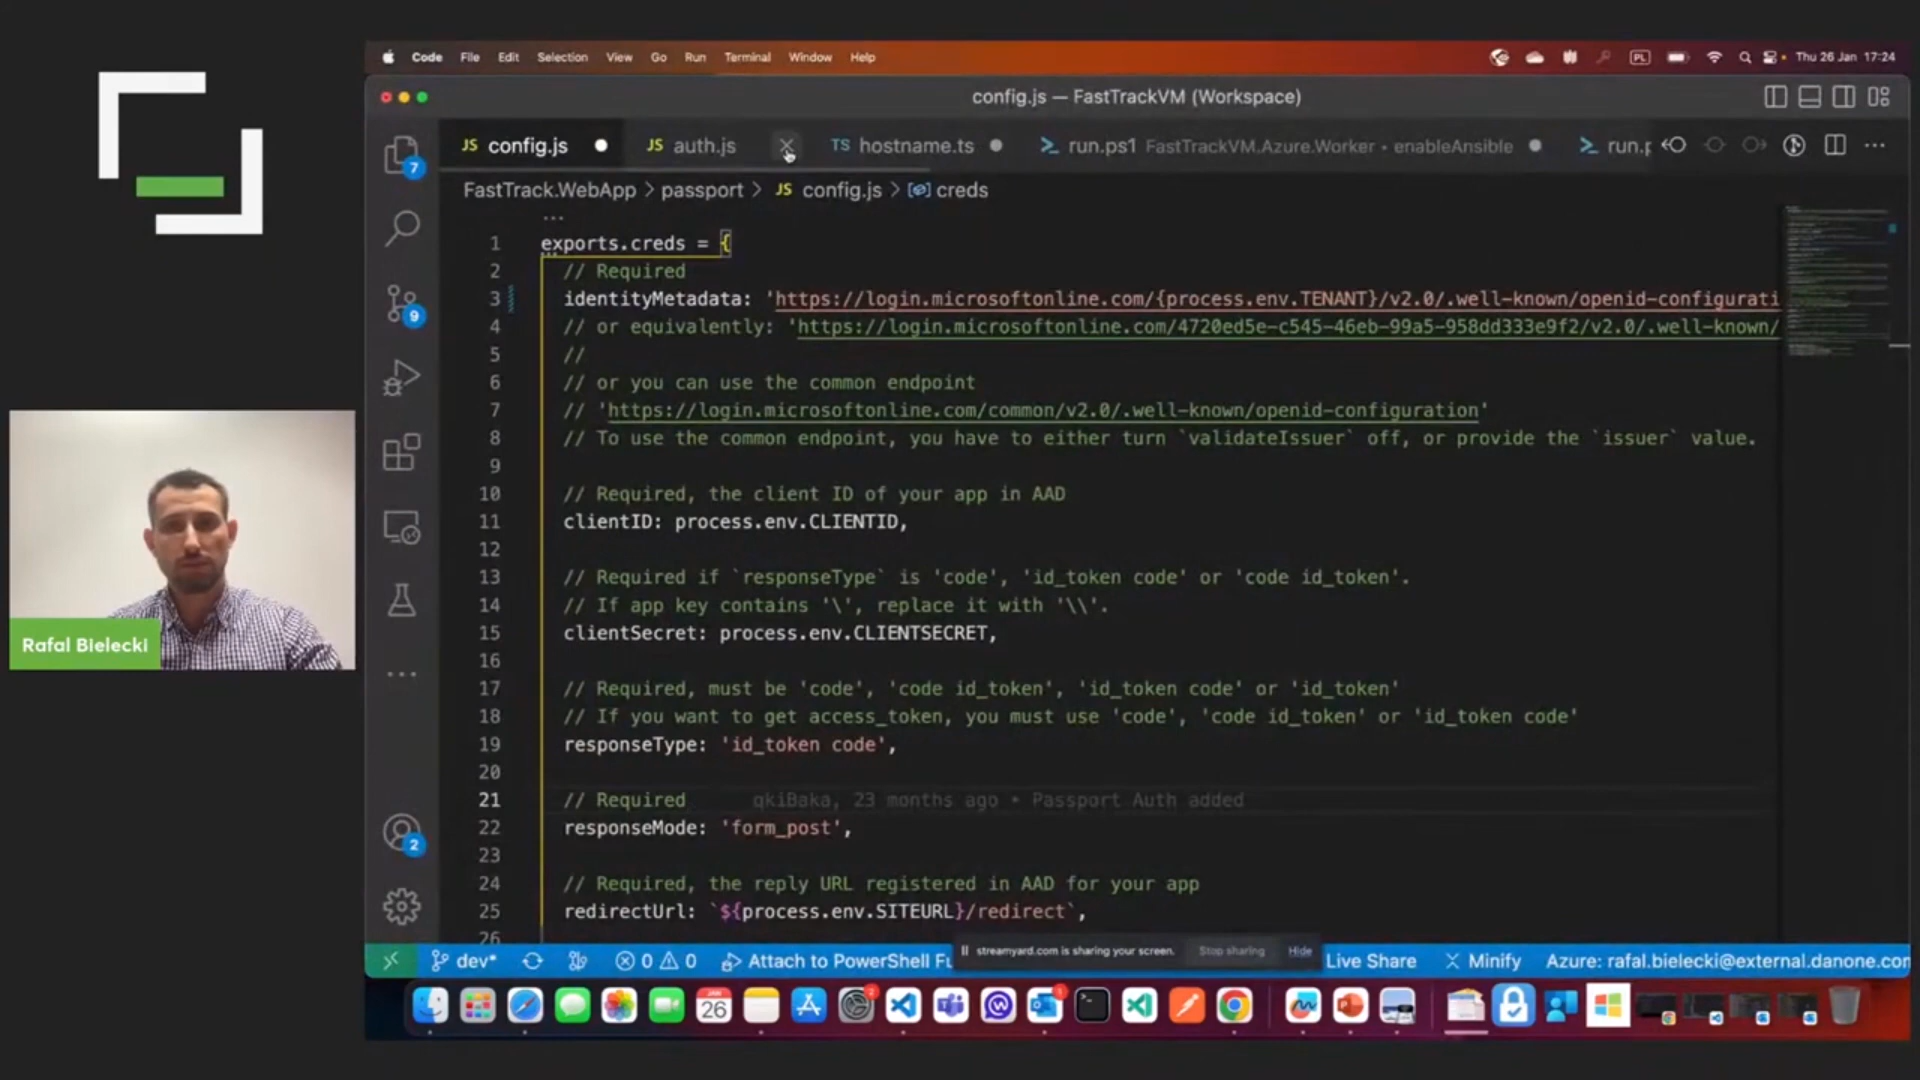 Code File Edit Selection View Go Run Terminal Window Help
PL
Thu 26 Jan 17:24
config.js — FastTrackVM (Workspace)
JS config.js
JS auth.js
TS hostname.ts
run.ps1 FastTrackVM.Azure.Worker • enableAnsible
run.p
FastTrack.WebApp > passport > JS config.js > creds
1 exports.creds = {
2 // Required
3 identityMetadata: 'https://login.microsoftonline.com/{process.env.TENANT}/v2.0/.well-known/openid-configurati
4 // or equivalently: 'https://login.microsoftonline.com/4720ed5e-c545-46eb-99a5-958dd333e9f2/v2.0/.well-known/
5 //
6 // or you can use the common endpoint
7 // 'https://login.microsoftonline.com/common/v2.0/.well-known/openid-configuration'
8 // To use the common endpoint, you have to either turn `validateIssuer` off, or provide the `issuer` value.
9
10 // Required, the client ID of your app in AAD
11 clientID: process.env.CLIENTID,
12
13 // Required if `responseType` is 'code', 'id_token code' or 'code id_token'.
14 // If app key contains '\', replace it with '\\'.
15 clientSecret: process.env.CLIENTSECRET,
16
17 // Required, must be 'code', 'code id_token', 'id_token code' or 'id_token'
18 // If you want to get access_token, you must use 'code', 'code id_token' or 'id_token code'
19 responseType: 'id_token code',
20
21 // Required qkiBaka, 23 months ago • Passport Auth added
22 responseMode: 'form_post',
23
24 // Required, the reply URL registered in AAD for your app
25 redirectUrl: `${process.env.SITEURL}/redirect`,
26
7
9
2
Rafal Bielecki
dev*
0
0
Attach to PowerShell Fu
streamyard.com is sharing your screen.
Stop sharing
Hide
Live Share
Minify
Azure: rafal.bielecki@external.danone.com
JAN
26
2